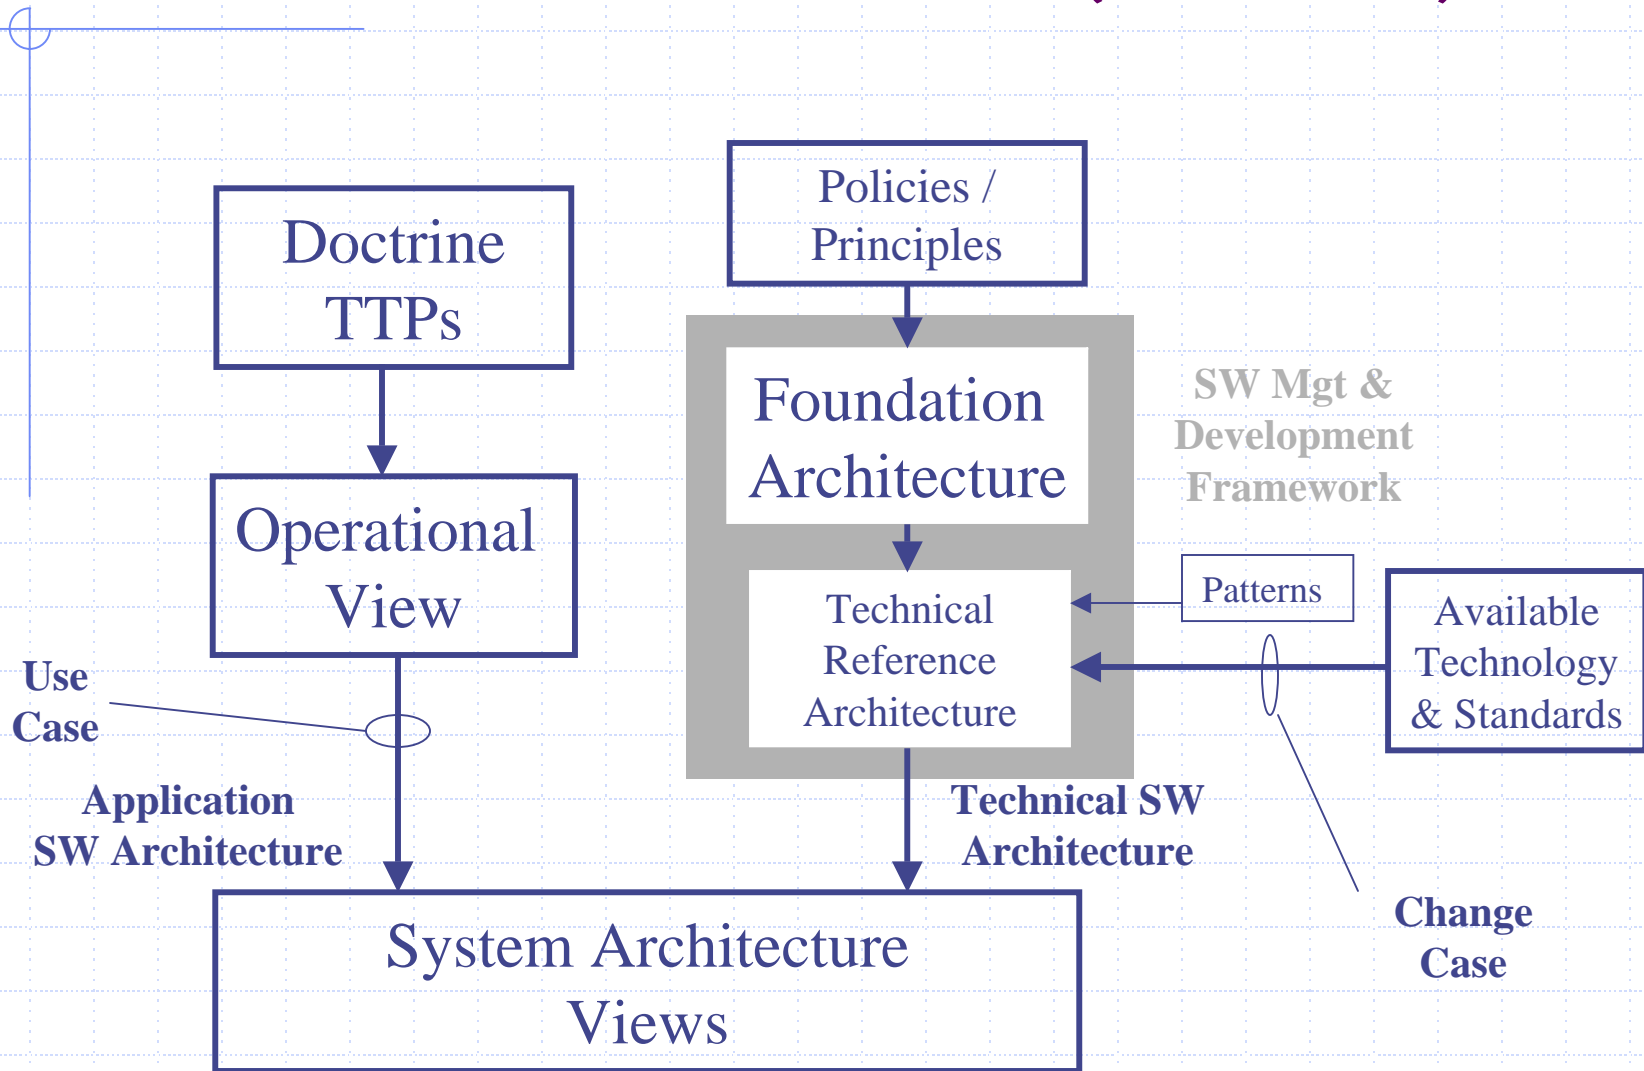 Policies /
Principles
Doctrine
TTPs
Foundation
Architecture
SW Mgt &
Development
Framework
Operational
View
Technical
Reference
Architecture
Patterns
Available
Technology
& Standards
Use
Case
Application
SW Architecture
Technical SW
Architecture
Change
Case
System Architecture
Views